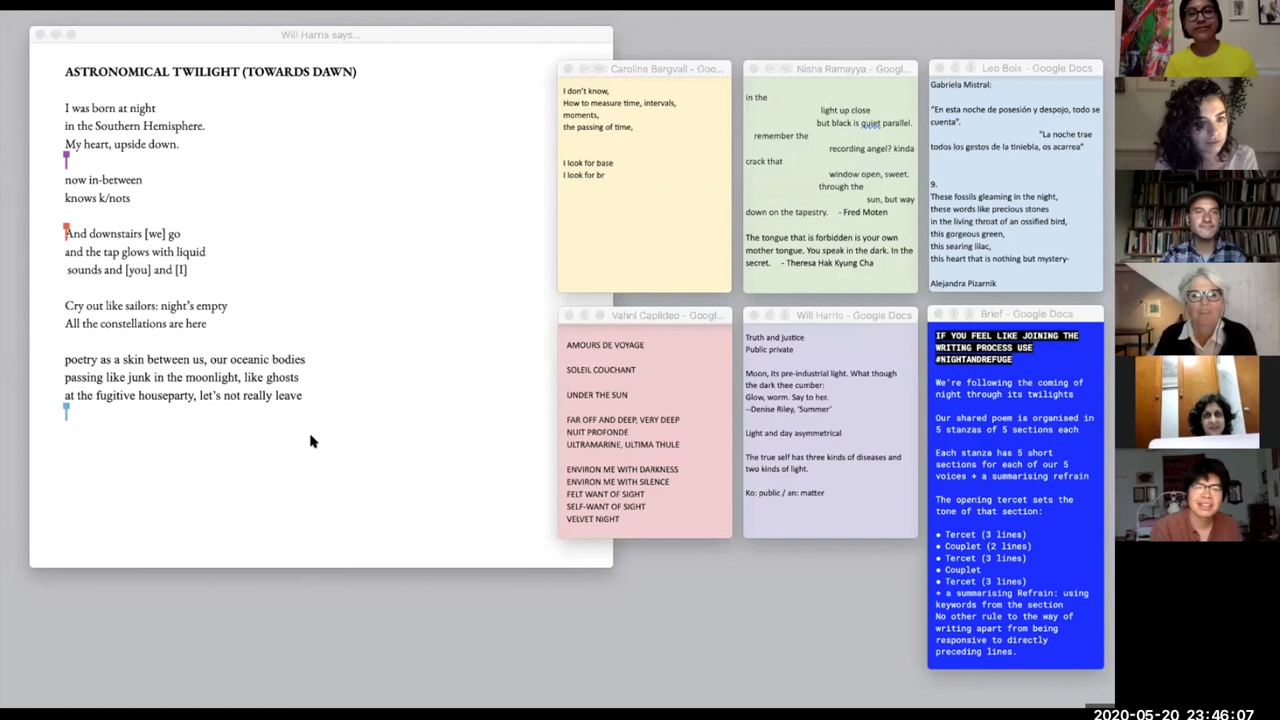 Will Harris says...
ASTRONOMICAL TWILIGHT (TOWARDS DAWN)
I was born at night
in the Southern Hemisphere.
My heart, upside down.
now in-between
knows k/nots
And downstairs [we] go
and the tap glows with liquid
sounds and [you] and [I]
Cry out like sailors: night's empty
All the constellations are here
poetry as a skin between us, our oceanic bodies
passing like junk in the moonlight, like ghosts
at the fugitive houseparty, let's not really leave
Caroline Bergvall - Goo...
I don't know,
How to measure time, intervals,
moments,
the passing of time,
I look for base
I look for br
Nisha Ramayya - Googl...
in the
light up close
but black is quiet parallel.
remember the
recording angel? kinda
crack that
window open, sweet.
through the
sun, but way
down on the tapestry. - Fred Moten
The tongue that is forbidden is your own
mother tongue. You speak in the dark. In the
secret. - Theresa Hak Kyung Cha
Leo Boix - Google Docs
Gabriela Mistral:
"En esta noche de posesión y despojo, todo se
cuenta".
"La noche trae
todos los gestos de la tiniebla, os acarrea"
9.
These fossils gleaming in the night,
these words like precious stones
in the living throat of an ossified bird,
this gorgeous green,
this searing lilac,
this heart that is nothing but mystery-
Alejandra Pizarnik
Vahni Capildeo - Googl...
AMOURS DE VOYAGE
SOLEIL COUCHANT
UNDER THE SUN
FAR OFF AND DEEP, VERY DEEP
NUIT PROFONDE
ULTRAMARINE, ULTIMA THULE
ENVIRON ME WITH DARKNESS
ENVIRON ME WITH SILENCE
FELT WANT OF SIGHT
SELF-WANT OF SIGHT
VELVET NIGHT
Will Harris - Google Docs
Truth and justice
Public private
Moon, its pre-industrial light. What though
the dark thee cumber:
Glow, worm. Say to her.
--Denise Riley, 'Summer'
Light and day asymmetrical
The true self has three kinds of diseases and
two kinds of light.
Ko: public / an: matter
Brief - Google Docs
IF YOU FEEL LIKE JOINING THE
WRITING PROCESS USE
#NIGHTANDREFUGE
We're following the coming of
night through its twilights
Our shared poem is organised in
5 stanzas of 5 sections each
Each stanza has 5 short
sections for each of our 5
voices + a summarising refrain
The opening tercet sets the
tone of that section:
● Tercet (3 lines)
● Couplet (2 lines)
● Tercet (3 lines)
● Couplet
● Tercet (3 lines)
+ a summarising Refrain: using
keywords from the section
No other rule to the way of
writing apart from being
responsive to directly
preceding lines.
2020-05-20 23:46:07